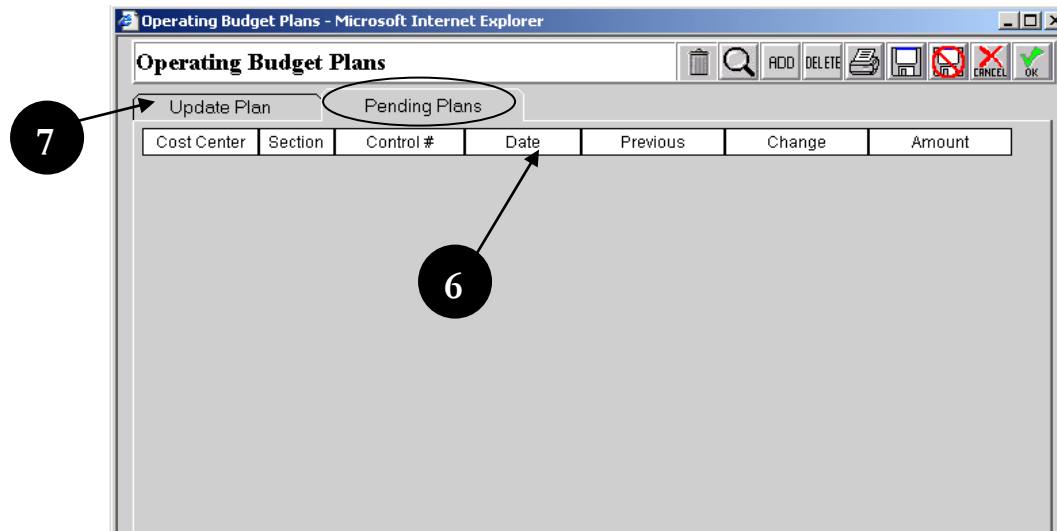 Operating Budget Plans - Microsoft Internet Explorer
Operating Budget Plans ADD DELETE CANCEL OK
Update Plan Pending Plans
7
Cost Center Section Control # Date Previous Change Amount
6